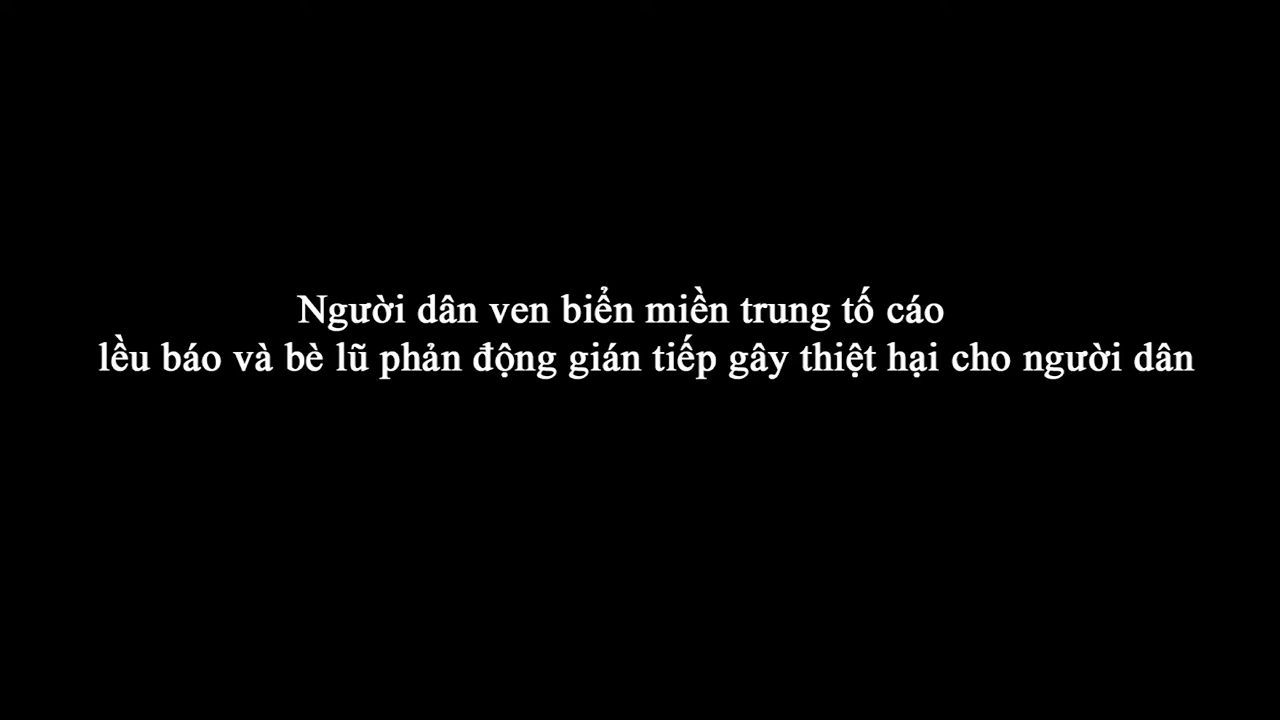 Người dân ven biển miền trung tố cáo
lều báo và bè lũ phản động gián tiếp gây thiệt hại cho người dân